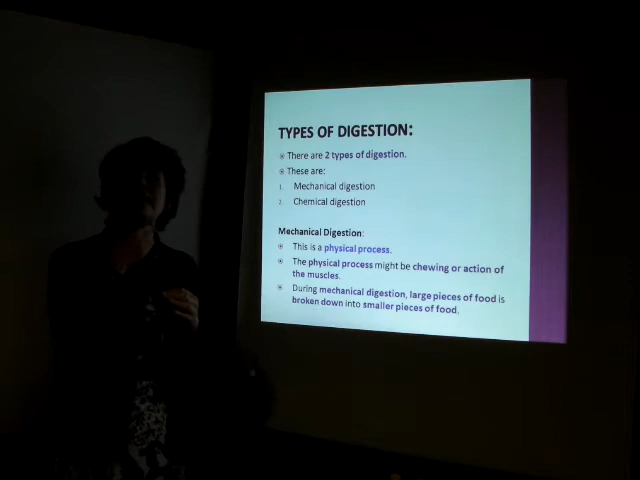 TYPES OF DIGESTION:
There are 2 types of digestion.
These are:
1. Mechanical digestion
2. Chemical digestion
Mechanical Digestion:
This is a physical process.
The physical process might be chewing or action of
the muscles.
During mechanical digestion, large pieces of food is
broken down into smaller pieces of food.